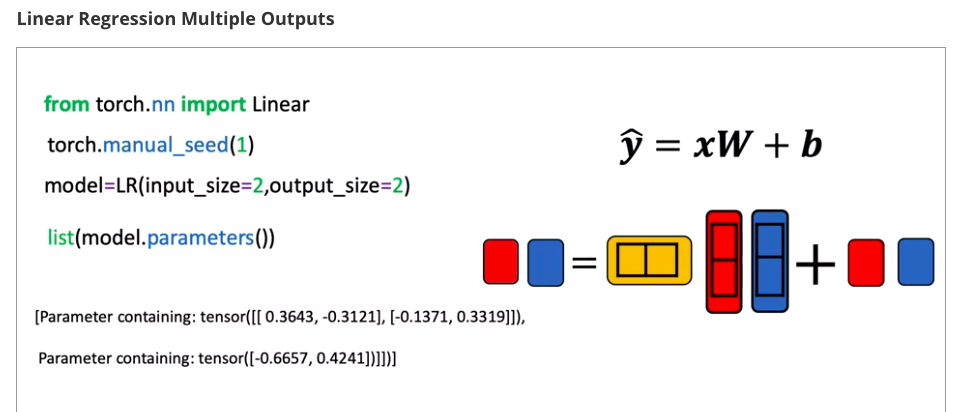 Linear Regression Multiple Outputs
from torch.nn import Linear
torch.manual_seed(1)
model=LR(input_size=2,output_size=2)
list(model.parameters())
ŷ = xW + b
=
+
[Parameter containing: tensor([[ 0.3643, -0.3121], [-0.1371, 0.3319]]),
Parameter containing: tensor([-0.6657, 0.4241])]])]